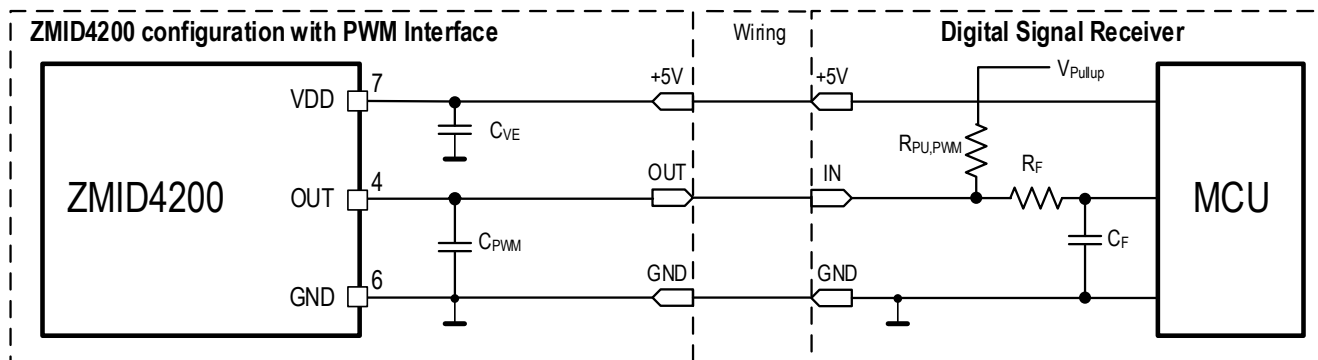 ZMID4200 configuration with PWM Interface
Wiring
Digital Signal Receiver
7
+5V
+5V
VPullup
VDD
CVE
RPU,PWM
RF
ZMID4200
4
OUT
OUT
IN
MCU
CPWM
CF
6
GND
GND
GND